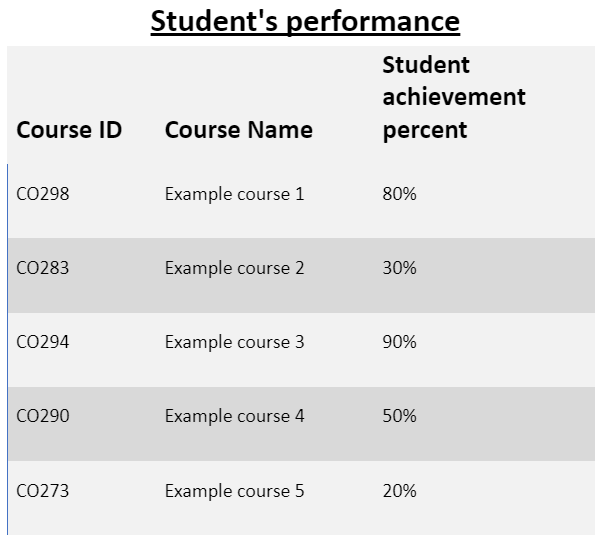 Student's performance
Course ID Course Name Student achievement percent
CO298 Example course 1 80%
CO283 Example course 2 30%
CO294 Example course 3 90%
CO290 Example course 4 50%
CO273 Example course 5 20%